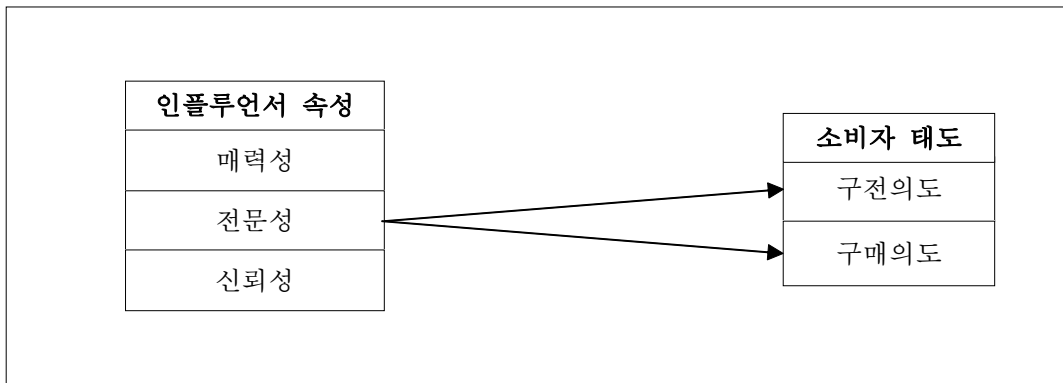 인플루언서 속성
매력성
전문성
신뢰성
소비자 태도
구전의도
구매의도